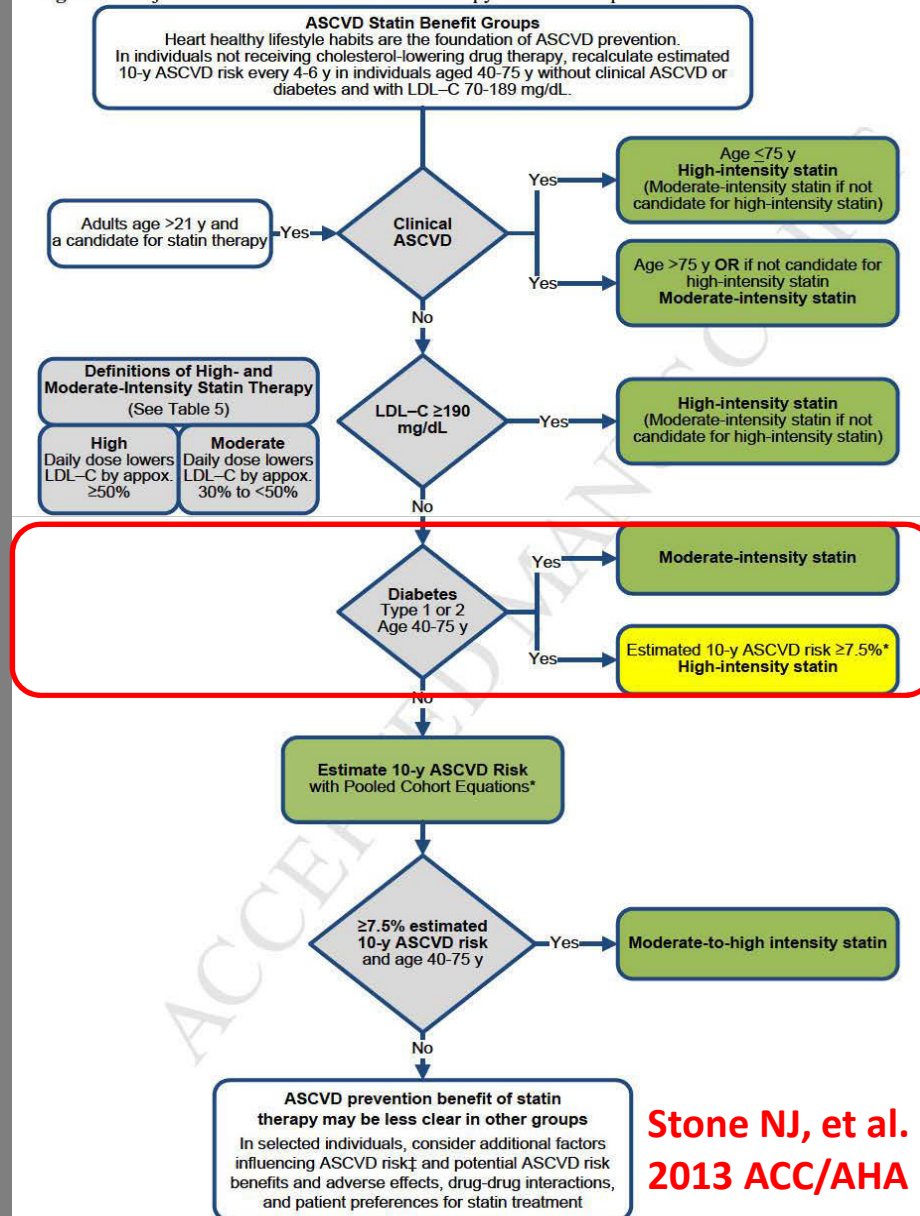 ASCVD Statin Benefit Groups
Heart healthy lifestyle habits are the foundation of ASCVD prevention.
In individuals not receiving cholesterol-lowering drug therapy, recalculate estimated
10-y ASCVD risk every 4-6 y in individuals aged 40-75 y without clinical ASCVD or
diabetes and with LDL–C 70-189 mg/dL.
Adults age >21 y and
a candidate for statin therapy
Yes
Clinical
ASCVD
Yes
Age ≤75 y
High-intensity statin
(Moderate-intensity statin if not
candidate for high-intensity statin)
Yes
Age >75 y OR if not candidate for
high-intensity statin
Moderate-intensity statin
No
Definitions of High- and
Moderate-Intensity Statin Therapy
(See Table 5)
High
Daily dose lowers
LDL–C by appox.
≥50%
Moderate
Daily dose lowers
LDL–C by appox.
30% to <50%
LDL–C ≥190
mg/dL
Yes
High-intensity statin
(Moderate-intensity statin if not
candidate for high-intensity statin)
No
Diabetes
Type 1 or 2
Age 40-75 y
Yes
Moderate-intensity statin
Yes
Estimated 10-y ASCVD risk ≥7.5%*
High-intensity statin
No
Estimate 10-y ASCVD Risk
with Pooled Cohort Equations*
≥7.5% estimated
10-y ASCVD risk
and age 40-75 y
Yes
Moderate-to-high intensity statin
No
ASCVD prevention benefit of statin
therapy may be less clear in other groups
In selected individuals, consider additional factors
influencing ASCVD risk‡ and potential ASCVD risk
benefits and adverse effects, drug-drug interactions,
and patient preferences for statin treatment
Stone NJ, et al.
2013 ACC/AHA
ACCEPTED MANUSCRI